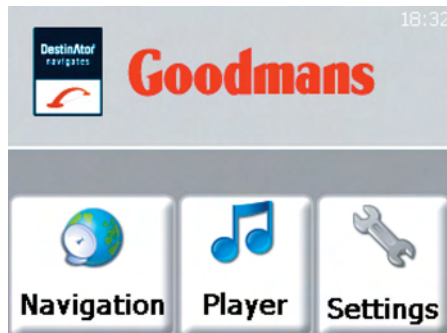 18:32
DestinAtor
navigates
Goodmans
Navigation Player Settings